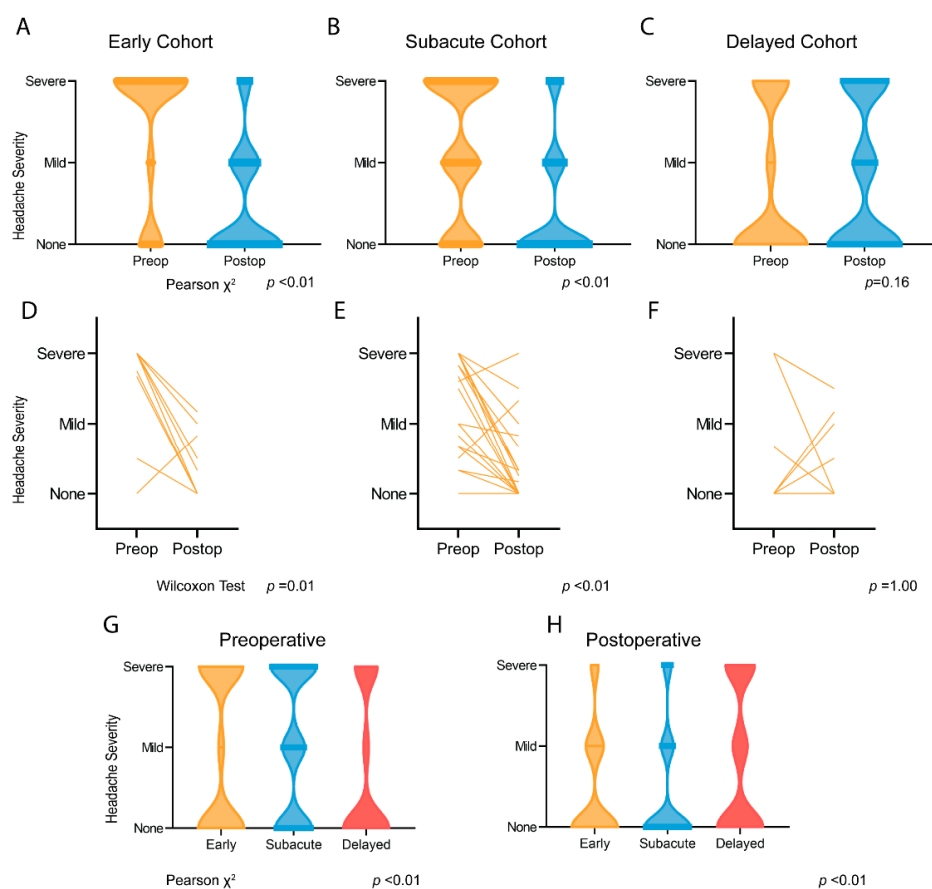 A
Early Cohort
B
Subacute Cohort
C
Delayed Cohort
Headache Severity
Severe
Mild
None
Preop
Postop
Severe
Mild
None
Preop
Postop
Severe
Mild
None
Preop
Postop
Pearson χ²
p <0.01
p <0.01
p=0.16
D
E
F
Headache Severity
Severe
Mild
None
Preop
Postop
Severe
Mild
None
Preop
Postop
Severe
Mild
None
Preop
Postop
Wilcoxon Test
p =0.01
p <0.01
p =1.00
G
Preoperative
H
Postoperative
Headache Severity
Severe
Mild
None
Early
Subacute
Delayed
Severe
Mild
None
Early
Subacute
Delayed
Pearson χ²
p <0.01
p <0.01